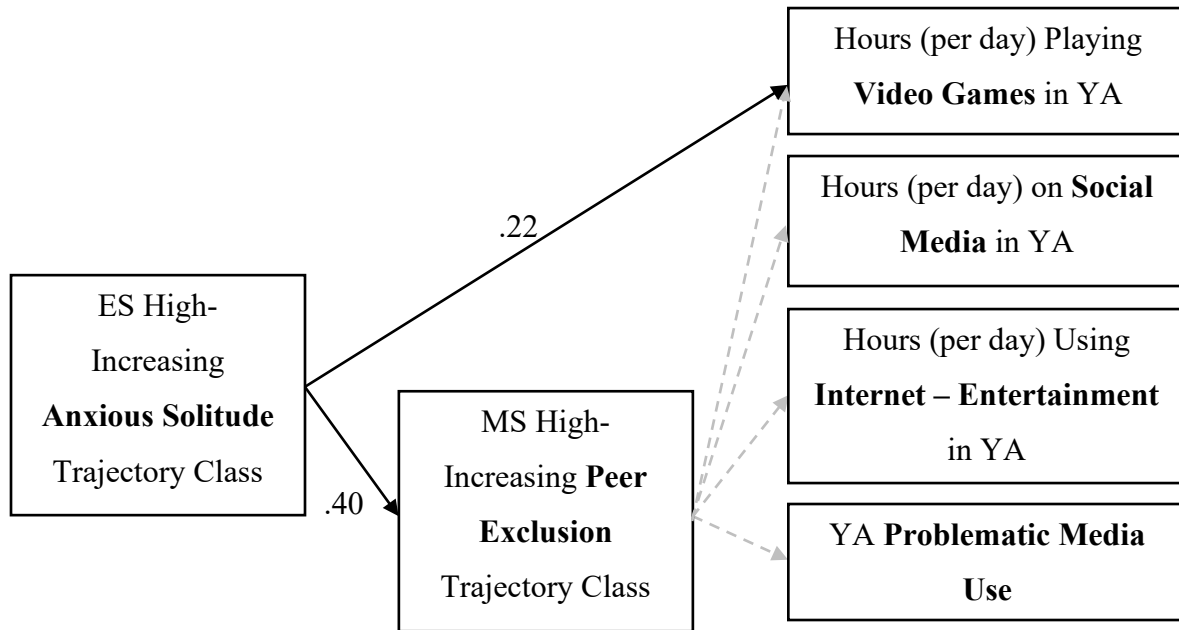 Hours (per day) Playing
Video Games in YA
Hours (per day) on Social
Media in YA
.22
ES High-
Increasing
Anxious Solitude
Trajectory Class
Hours (per day) Using
Internet – Entertainment
in YA
.40
MS High-
Increasing Peer
Exclusion
Trajectory Class
YA Problematic Media
Use